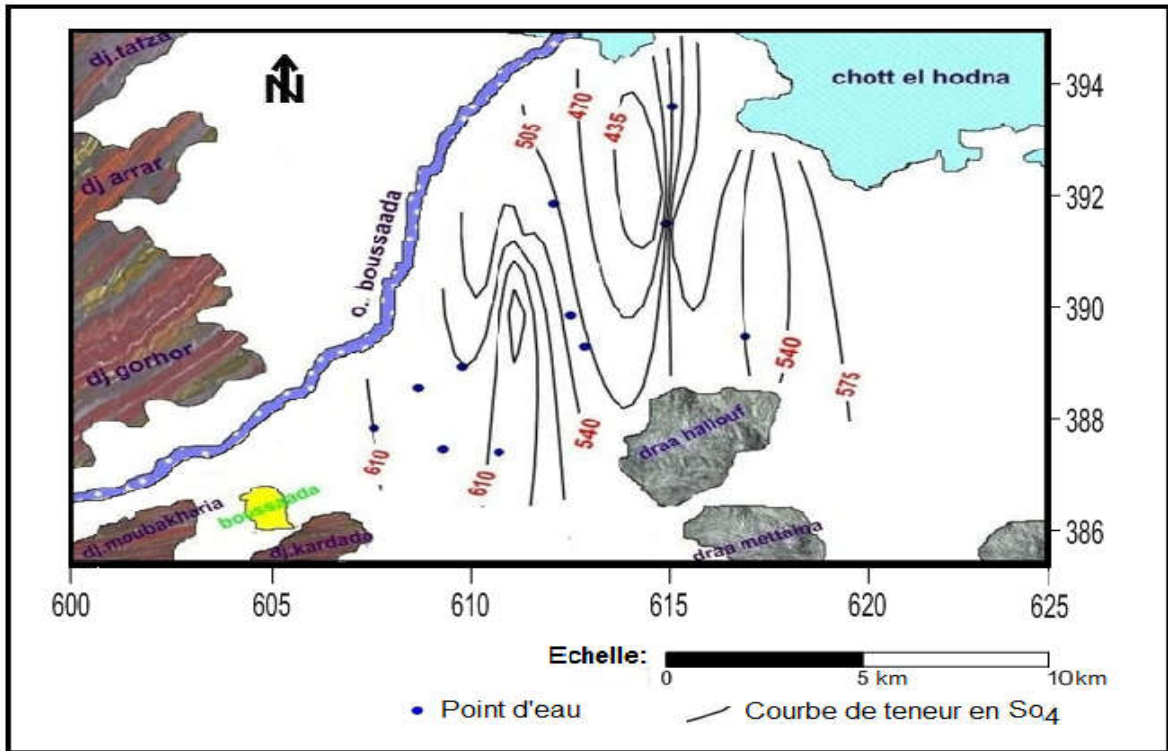 dj.tafza
N
chott el hodna
394
470
505
435
dj arrar
392
o.. boussaada
390
dj gorhor
540
575
388
draa hallouf
540
610
610
boussaada
dj.moubakharia
dj.kardada
draa mettaina
386
600
605
610
615
620
625
Echelle:
0
5 km
10km
Point d'eau
Courbe de teneur en So4